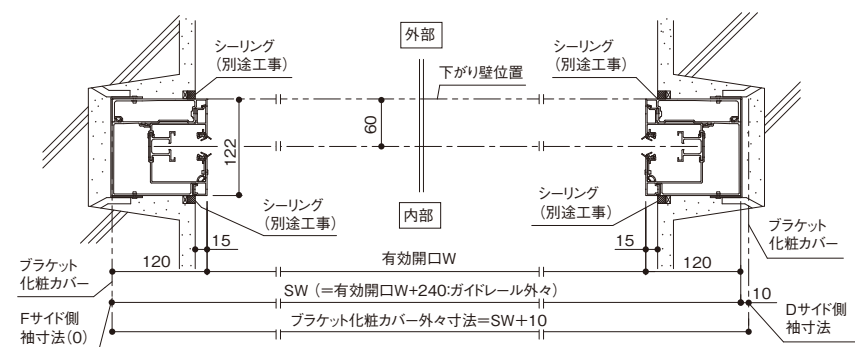 外部
シーリング
(別途工事)
シーリング
(別途工事)
下がり壁位置
60
122
シーリング
(別途工事)
内部
シーリング
(別途工事)
ブラケット
化粧カバー
15
有効開口W
15
ブラケット
化粧カバー
120
120
SW (=有効開口W+240:ガイドレール外々)
10
Fサイド側
袖寸法(0)
ブラケット化粧カバー外々寸法=SW+10
Dサイド側
袖寸法